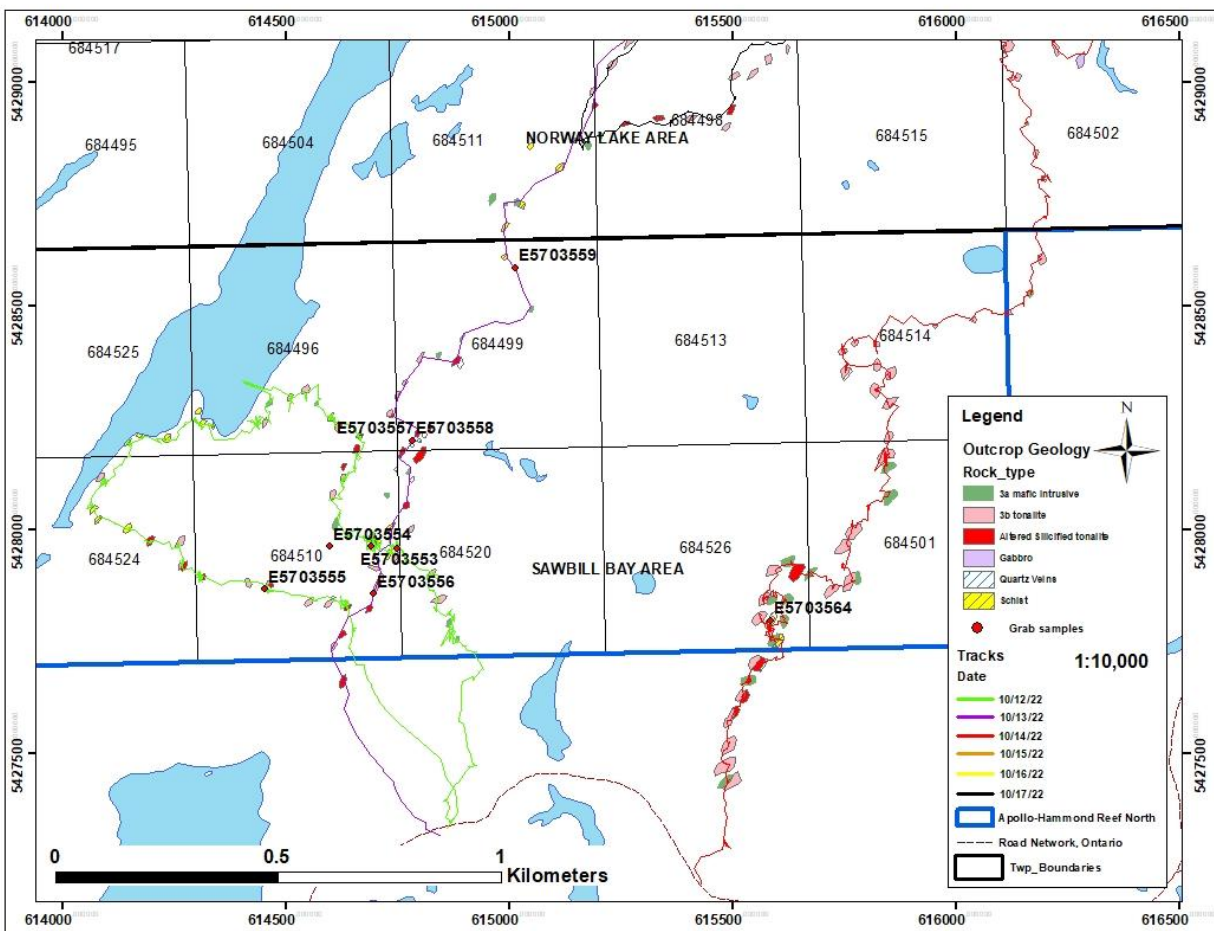 614000 614500 615000 615500 616000 616500
684517
5429000 5429000
684498
NORWAY LAKE AREA
684495 684504 684511 684515 684502
E5703559
5428500 5428500
684525 684496 684499 684513 684514
E5703557 E5703558
5428000 5428000
E5703554
684524 684510 E5703553 684520 684526 684501
SAWBILL BAY AREA
E5703555 E5703556
E5703564
5427500 5427500
Legend
N
Outcrop Geology
Rock_type
3a mafic intrusive
3b tonalite
Altered Silicified tonalite
Gabbro
Quartz Veins
Schist
Grab samples
Tracks 1:10,000
Date
10/12/22
10/13/22
10/14/22
10/15/22
10/16/22
10/17/22
Apollo-Hammond Reef North
Road Network, Ontario
Twp_Boundaries
0 0.5 1
Kilometers
614000 614500 615000 615500 616000 616500